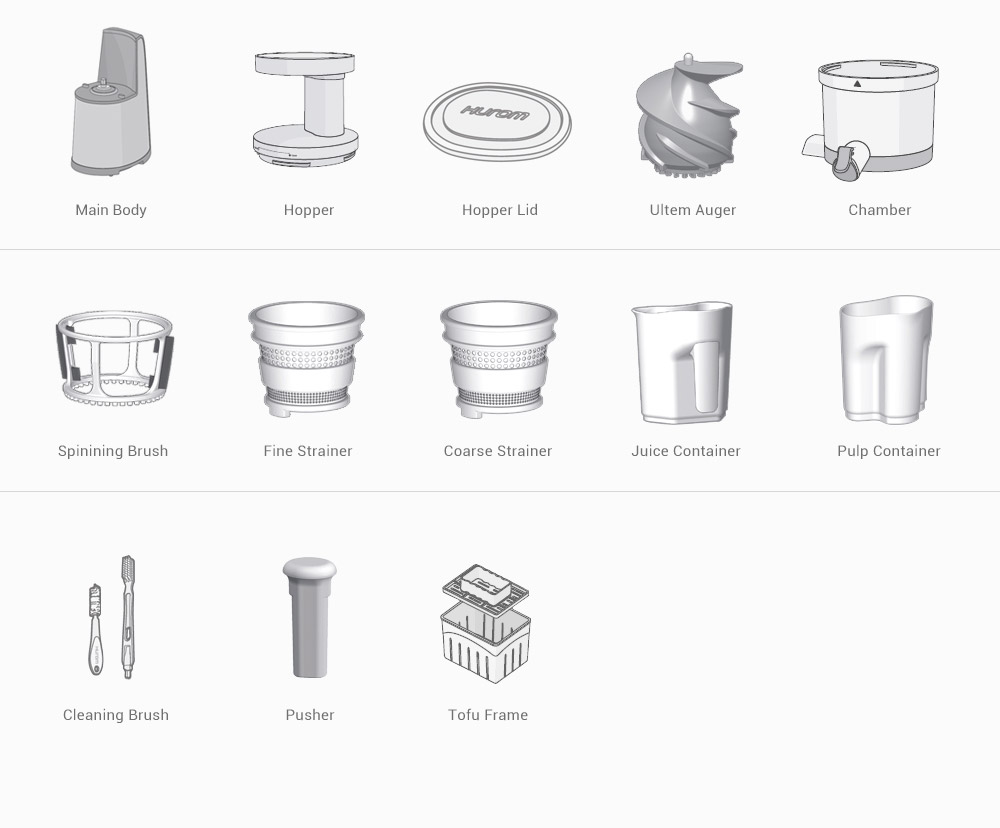 Hurom
Main Body
Hopper
Hopper Lid
Ultem Auger
Chamber
Spinining Brush
Fine Strainer
Coarse Strainer
Juice Container
Pulp Container
Cleaning Brush
Pusher
Tofu Frame